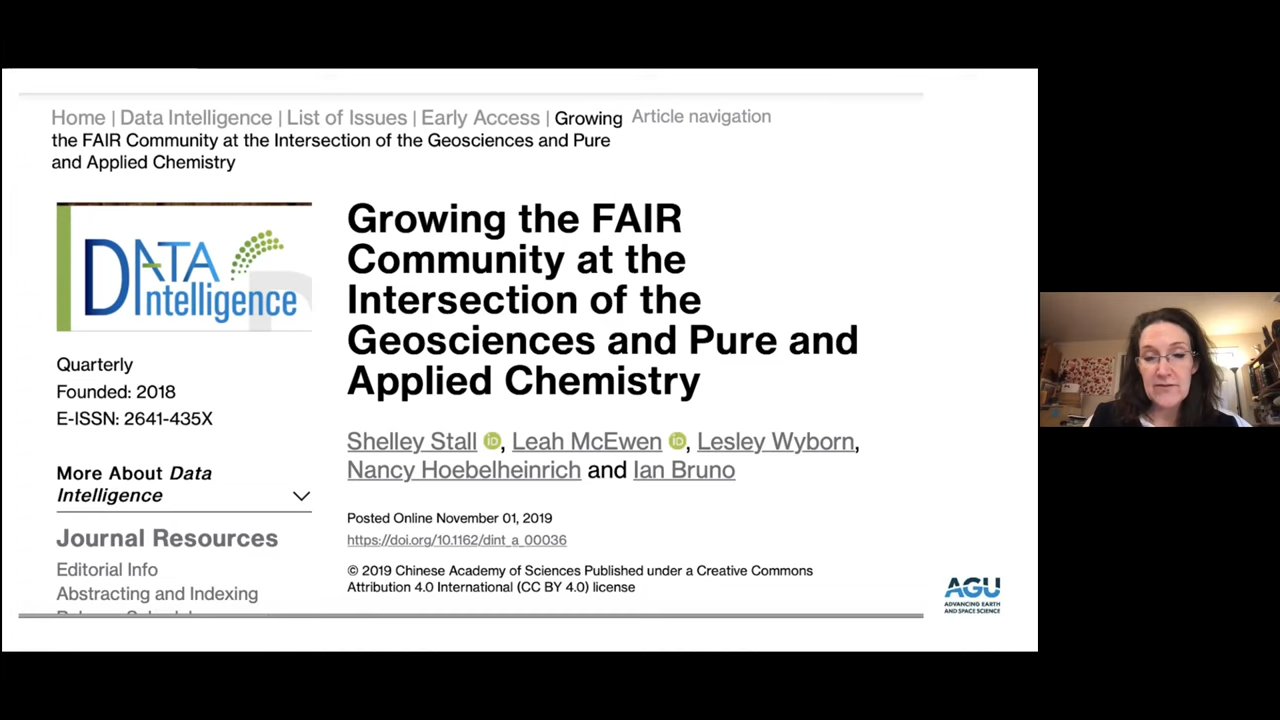 Home | Data Intelligence | List of Issues | Early Access | Growing
the FAIR Community at the Intersection of the Geosciences and Pure
and Applied Chemistry
Article navigation
DATA
Intelligence
Quarterly
Founded: 2018
E-ISSN: 2641-435X
More About Data
Intelligence
Journal Resources
Editorial Info
Abstracting and Indexing
Growing the FAIR
Community at the
Intersection of the
Geosciences and Pure and
Applied Chemistry
Shelley Stall iD, Leah McEwen iD, Lesley Wyborn,
Nancy Hoebelheinrich and Ian Bruno
Posted Online November 01, 2019
https://doi.org/10.1162/dint_a_00036
© 2019 Chinese Academy of Sciences Published under a Creative Commons
Attribution 4.0 International (CC BY 4.0) license
AGU
ADVANCING EARTH
AND SPACE SCIENCE